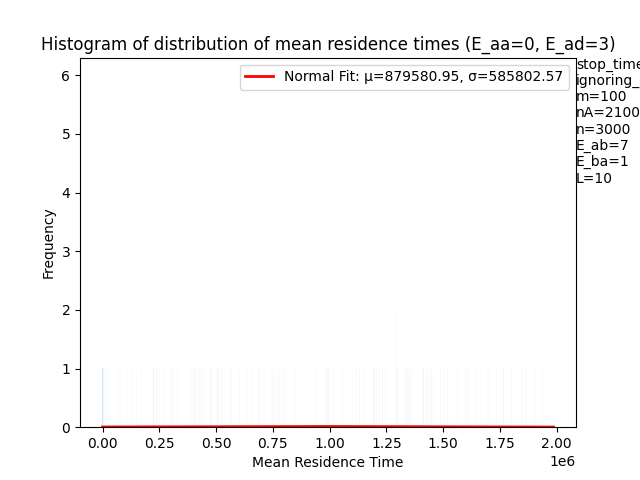 Histogram of distribution of mean residence times (E_aa=0, E_ad=3)
Normal Fit: μ=879580.95, σ=585802.57
stop_time
ignoring_
m=100
nA=2100
n=3000
E_ab=7
E_ba=1
L=10
Frequency
6
5
4
3
2
1
0
0.00 0.25 0.50 0.75 1.00 1.25 1.50 1.75 2.00
1e6
Mean Residence Time